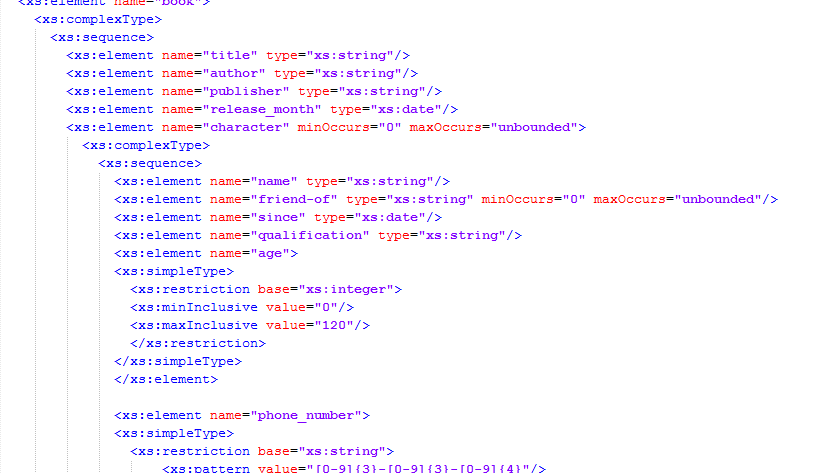 <xs:element name="book">
<xs:complexType>
<xs:sequence>
<xs:element name="title" type="xs:string"/>
<xs:element name="author" type="xs:string"/>
<xs:element name="publisher" type="xs:string"/>
<xs:element name="release_month" type="xs:date"/>
<xs:element name="character" minOccurs="0" maxOccurs="unbounded">
<xs:complexType>
<xs:sequence>
<xs:element name="name" type="xs:string"/>
<xs:element name="friend-of" type="xs:string" minOccurs="0" maxOccurs="unbounded"/>
<xs:element name="since" type="xs:date"/>
<xs:element name="qualification" type="xs:string"/>
<xs:element name="age">
<xs:simpleType>
<xs:restriction base="xs:integer">
<xs:minInclusive value="0"/>
<xs:maxInclusive value="120"/>
</xs:restriction>
</xs:simpleType>
</xs:element>
<xs:element name="phone_number">
<xs:simpleType>
<xs:restriction base="xs:string">
<xs:pattern value="[0-9]{3}-[0-9]{3}-[0-9]{4}"/>